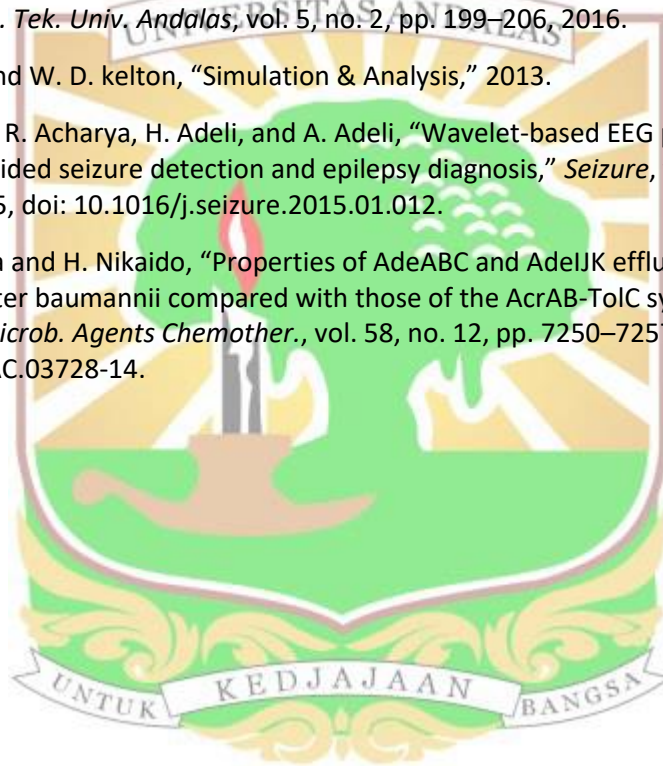 . Tek. Univ. Andalas, vol. 5, no. 2, pp. 199–206, 2016.
UNIVERSITAS ANDALAS
nd W. D. kelton, “Simulation & Analysis,” 2013.
R. Acharya, H. Adeli, and A. Adeli, “Wavelet-based EEG
ided seizure detection and epilepsy diagnosis,” Seizure,
5, doi: 10.1016/j.seizure.2015.01.012.
a and H. Nikaido, “Properties of AdeABC and AdeIJK efflu
ter baumannii compared with those of the AcrAB-TolC sy
icrob. Agents Chemother., vol. 58, no. 12, pp. 7250–7257
AC.03728-14.
UNTUK KEDJAJAAN BANGSA